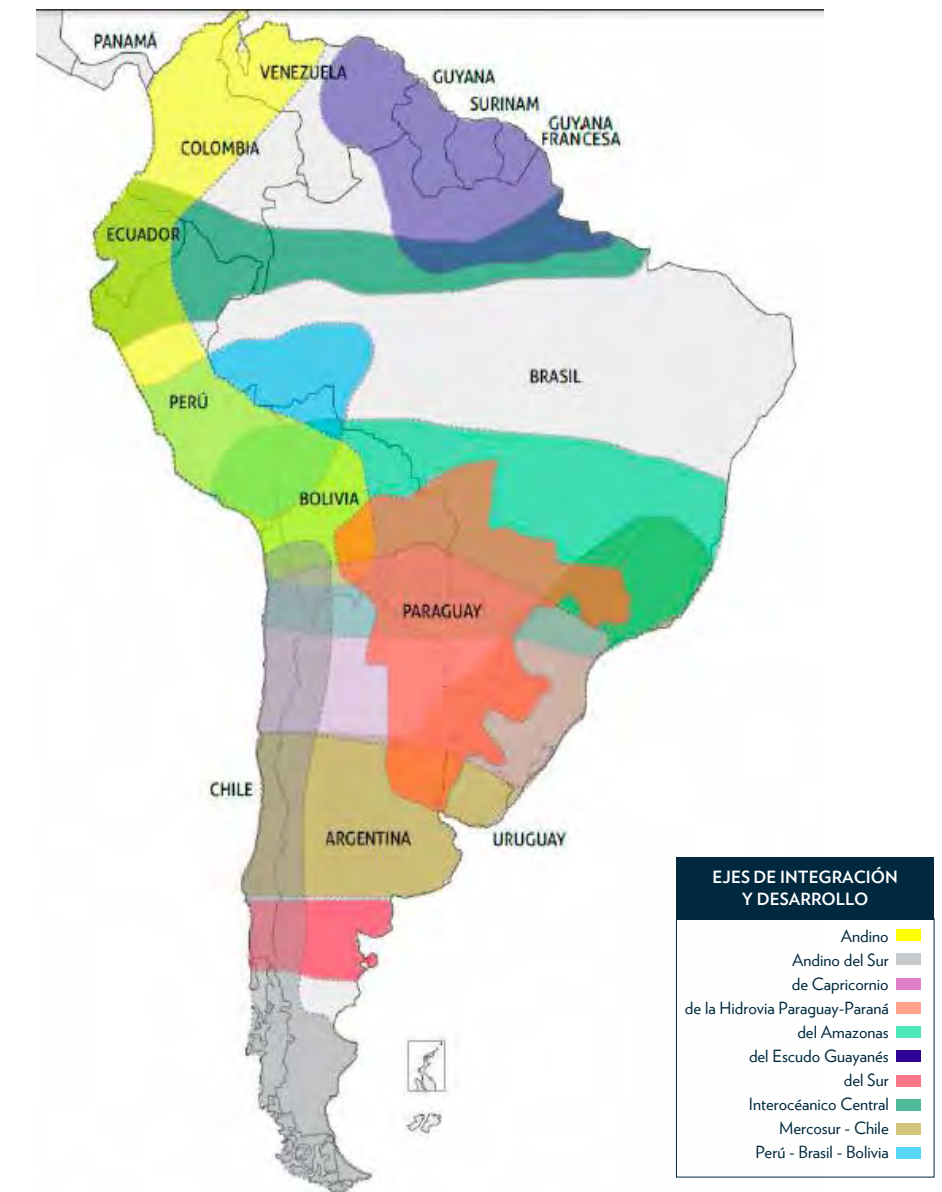 PANAMÁ
VENEZUELA
GUYANA
SURINAM
GUYANA
FRANCESA
COLOMBIA
ECUADOR
BRASIL
PERÚ
BOLIVIA
PARAGUAY
CHILE
ARGENTINA
URUGUAY
EJES DE INTEGRACIÓN
Y DESARROLLO
Andino
Andino del Sur
de Capricornio
de la Hidrovia Paraguay-Paraná
del Amazonas
del Escudo Guayanés
del Sur
Interocéanico Central
Mercosur - Chile
Perú - Brasil - Bolivia